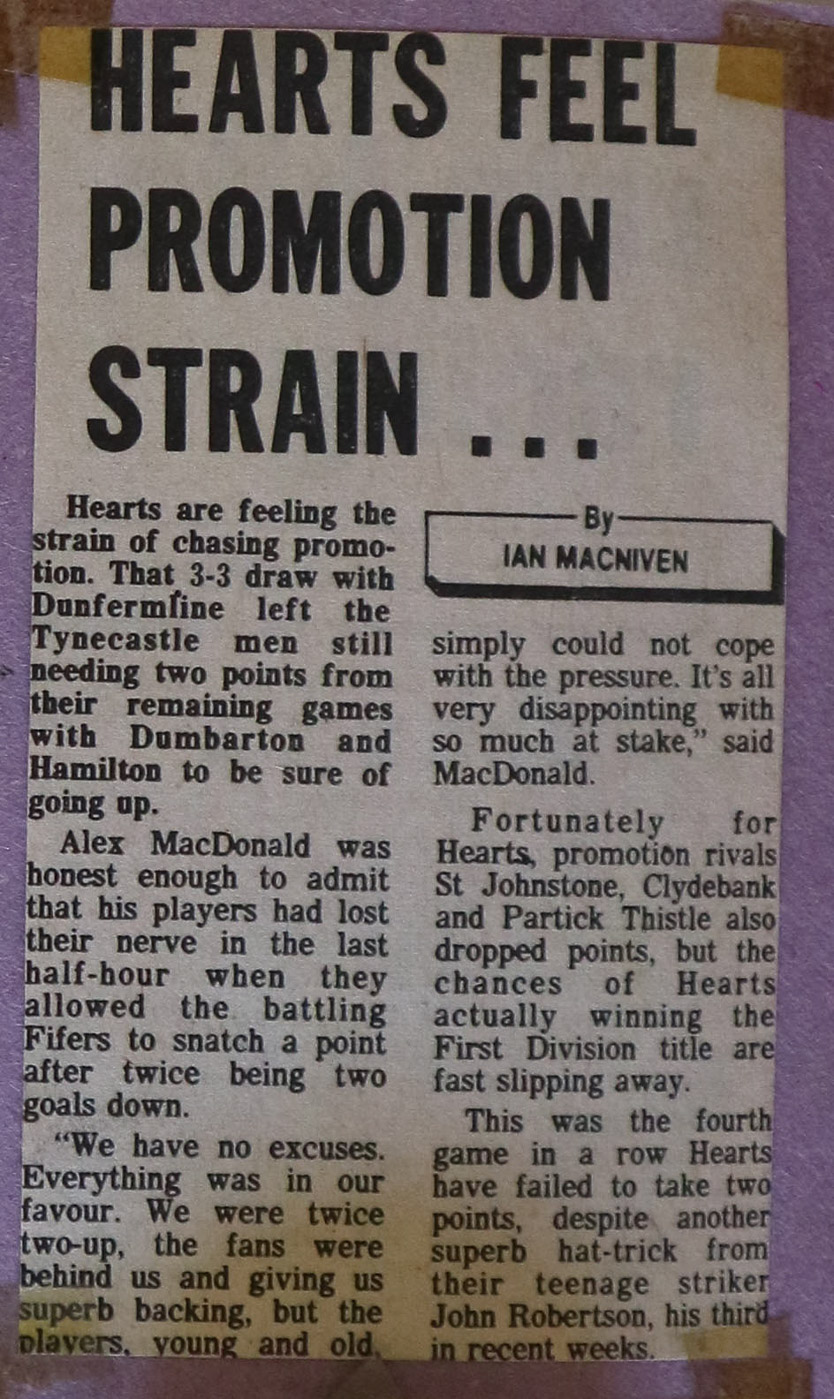 HEARTS FEEL
PROMOTION
STRAIN ...
Hearts are feeling the
strain of chasing promo-
tion. That 3-3 draw with
Dunfermline left the
Tynecastle men still
needing two points from
their remaining games
with Dumbarton and
Hamilton to be sure of
going up.
Alex MacDonald was
honest enough to admit
that his players had lost
their nerve in the last
half-hour when they
allowed the battling
Fifers to snatch a point
after twice being two
goals down.
“We have no excuses.
Everything was in our
favour. We were twice
two-up, the fans were
behind us and giving us
superb backing, but the
players, young and old,
By
IAN MACNIVEN
simply could not cope
with the pressure. It’s all
very disappointing with
so much at stake,” said
MacDonald.
Fortunately for
Hearts, promotion rivals
St Johnstone, Clydebank
and Partick Thistle also
dropped points, but the
chances of Hearts
actually winning the
First Division title are
fast slipping away.
This was the fourth
game in a row Hearts
have failed to take two
points, despite another
superb hat-trick from
their teenage striker
John Robertson, his third
in recent weeks.